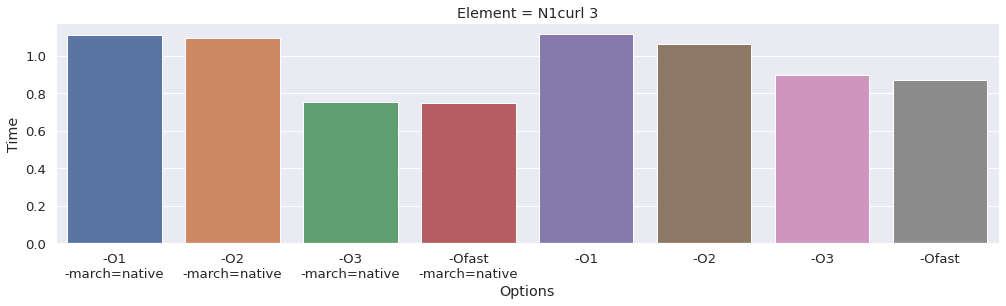 Element = N1curl 3
Time
1.0
0.8
0.6
0.4
0.2
0.0
-O1
-march=native
-O2
-march=native
-O3
-march=native
-Ofast
-march=native
-O1
-O2
-O3
-Ofast
Options